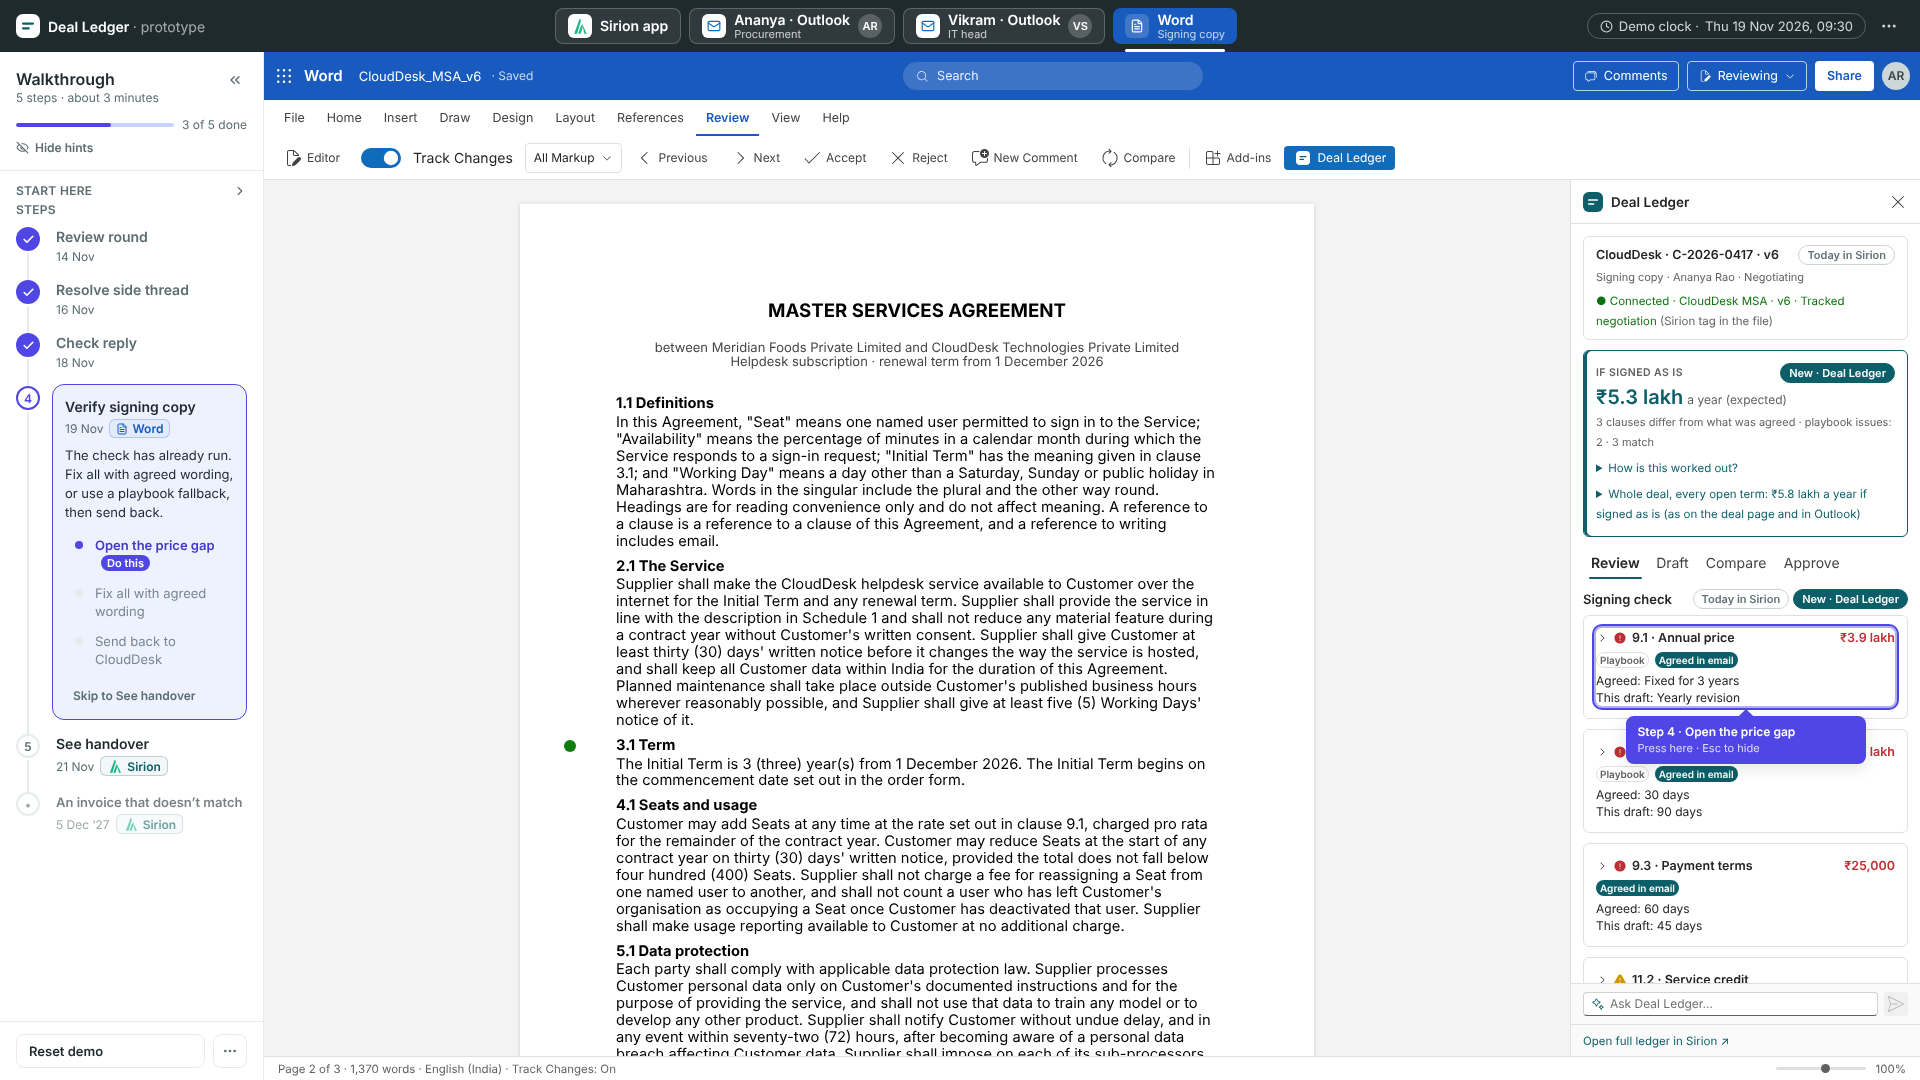 Deal Ledger · prototype
Sirion app
Ananya · Outlook
Procurement
AR
Vikram · Outlook
IT head
VS
Word
Signing copy
Demo clock · Thu 19 Nov 2026, 09:30
Walkthrough
5 steps · about 3 minutes
3 of 5 done
Hide hints
START HERE
STEPS
Review round
14 Nov
Resolve side thread
16 Nov
Check reply
18 Nov
4
Verify signing copy
19 Nov Word
The check has already run.
Fix all with agreed wording,
or use a playbook fallback,
then send back.
Open the price gap
Do this
Fix all with agreed
wording
Send back to
CloudDesk
Skip to See handover
5
See handover
21 Nov Sirion
An invoice that doesn’t match
5 Dec ’27 Sirion
Reset demo
Word CloudDesk_MSA_v6 · Saved
Search
Comments
Reviewing
Share
AR
File Home Insert Draw Design Layout References Review View Help
Editor
Track Changes
All Markup
Previous
Next
Accept
Reject
New Comment
Compare
Add-ins
Deal Ledger
MASTER SERVICES AGREEMENT
between Meridian Foods Private Limited and CloudDesk Technologies Private Limited
Helpdesk subscription · renewal term from 1 December 2026
1.1 Definitions
In this Agreement, "Seat" means one named user permitted to sign in to the Service;
"Availability" means the percentage of minutes in a calendar month during which the
Service responds to a sign-in request; "Initial Term" has the meaning given in clause
3.1; and "Working Day" means a day other than a Saturday, Sunday or public holiday in
Maharashtra. Words in the singular include the plural and the other way round.
Headings are for reading convenience only and do not affect meaning. A reference to
a clause is a reference to a clause of this Agreement, and a reference to writing
includes email.
2.1 The Service
Supplier shall make the CloudDesk helpdesk service available to Customer over the
internet for the Initial Term and any renewal term. Supplier shall provide the service in
line with the description in Schedule 1 and shall not reduce any material feature during
a contract year without Customer's written consent. Supplier shall give Customer at
least thirty (30) days' written notice before it changes the way the service is hosted,
and shall keep all Customer data within India for the duration of this Agreement.
Planned maintenance shall take place outside Customer's published business hours
wherever reasonably possible, and Supplier shall give at least five (5) Working Days'
notice of it.
3.1 Term
The Initial Term is 3 (three) year(s) from 1 December 2026. The Initial Term begins on
the commencement date set out in the order form.
4.1 Seats and usage
Customer may add Seats at any time at the rate set out in clause 9.1, charged pro rata
for the remainder of the contract year. Customer may reduce Seats at the start of any
contract year on thirty (30) days' written notice, provided the total does not fall below
four hundred (400) Seats. Supplier shall not charge a fee for reassigning a Seat from
one named user to another, and shall not count a user who has left Customer's
organisation as occupying a Seat once Customer has deactivated that user. Supplier
shall make usage reporting available to Customer at no additional charge.
5.1 Data protection
Each party shall comply with applicable data protection law. Supplier processes
Customer personal data only on Customer's documented instructions and for the
purpose of providing the service, and shall not use that data to train any model or to
develop any other product. Supplier shall notify Customer without undue delay, and in
any event within seventy-two (72) hours, after becoming aware of a personal data
breach affecting Customer data. Supplier shall impose on each of its sub-processors
Deal Ledger
CloudDesk · C-2026-0417 · v6
Today in Sirion
Signing copy · Ananya Rao · Negotiating
Connected · CloudDesk MSA · v6 · Tracked
negotiation (Sirion tag in the file)
IF SIGNED AS IS
New · Deal Ledger
₹5.3 lakh a year (expected)
3 clauses differ from what was agreed · playbook issues:
2 · 3 match
How is this worked out?
Whole deal, every open term: ₹5.8 lakh a year if
signed as is (as on the deal page and in Outlook)
Review Draft Compare Approve
Signing check
Today in Sirion
New · Deal Ledger
9.1 · Annual price
₹3.9 lakh
Playbook
Agreed in email
Agreed: Fixed for 3 years
This draft: Yearly revision
Step 4 · Open the price gap
Press here · Esc to hide
lakh
Playbook
Agreed in email
Agreed: 30 days
This draft: 90 days
9.3 · Payment terms
₹25,000
Agreed in email
Agreed: 60 days
This draft: 45 days
11.2 · Service credit
Ask Deal Ledger...
Open full ledger in Sirion ↗
Page 2 of 3 · 1,370 words · English (India) · Track Changes: On
100%